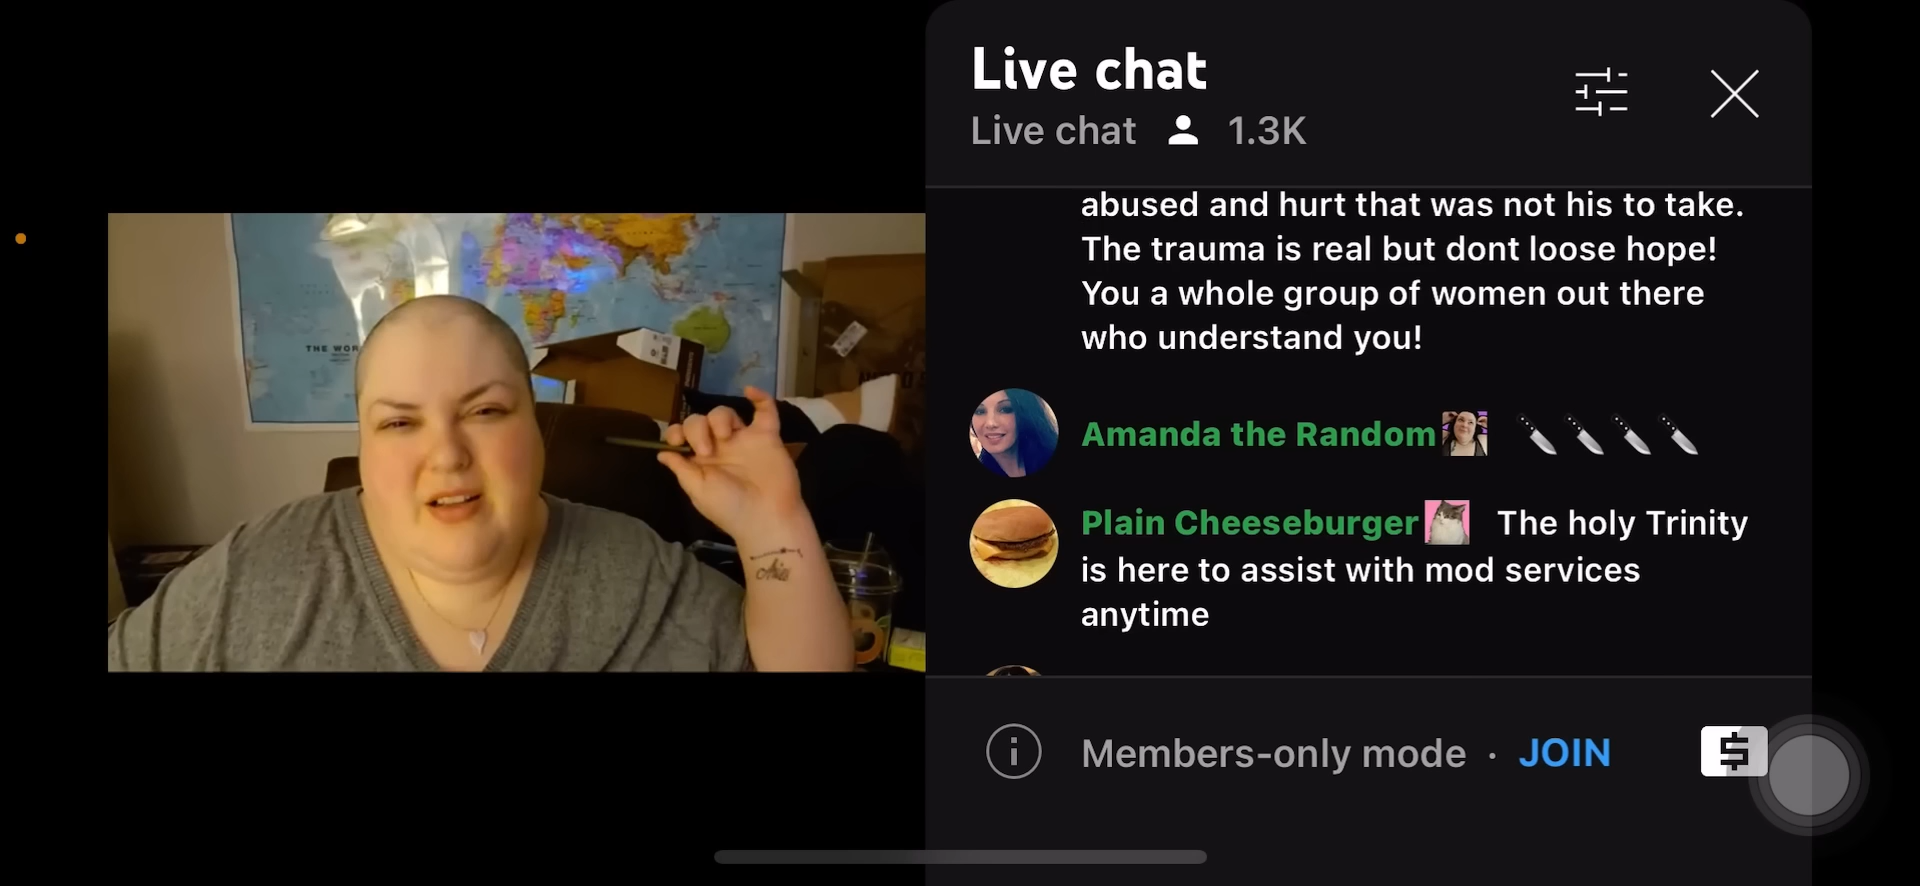 Live chat
Live chat 1.3K
abused and hurt that was not his to take.
The trauma is real but dont loose hope!
You a whole group of women out there
who understand you!
THE WOR
Amanda the Random
Plain Cheeseburger The holy Trinity
is here to assist with mod services
anytime
Members-only mode · JOIN
$